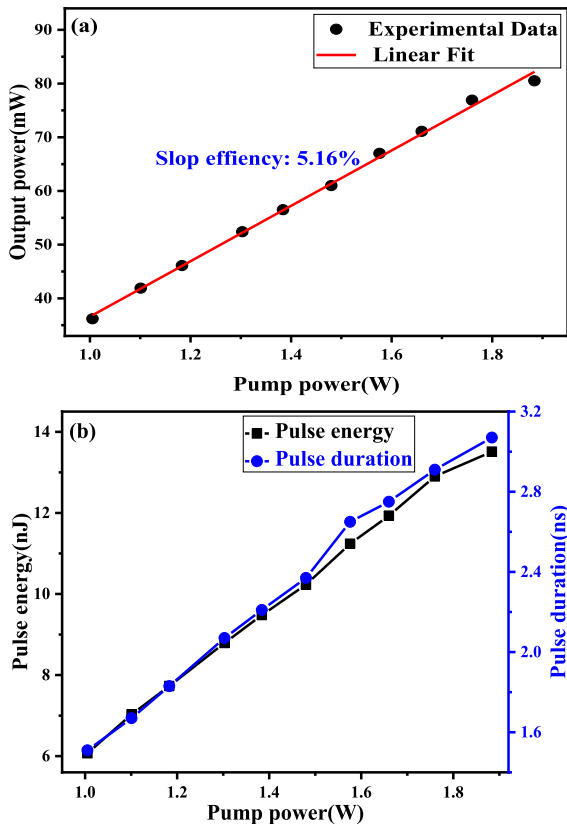 (a)
Experimental Data
Linear Fit
Slop effiency: 5.16%
Output power(mW)
90
80
70
60
50
40
1.0
1.2
1.4
1.6
1.8
Pump power(W)
(b)
Pulse energy
Pulse duration
Pulse energy(nJ)
14
12
10
8
6
3.2
2.8
2.4
2.0
1.6
Pulse duration(ns)
1.0
1.2
1.4
1.6
1.8
Pump power(W)